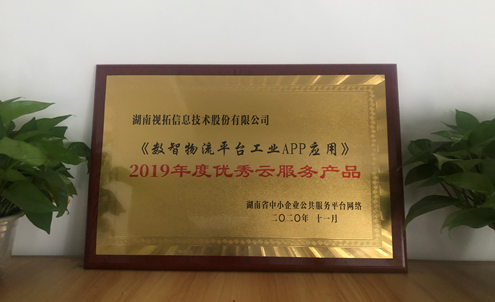 湖南视拓信息技术股份有限公司
《数智物流平台工业APP应用》
2019年度优秀云服务产品
湖南省中小企业公共服务平台网络
二〇二〇年 十一月